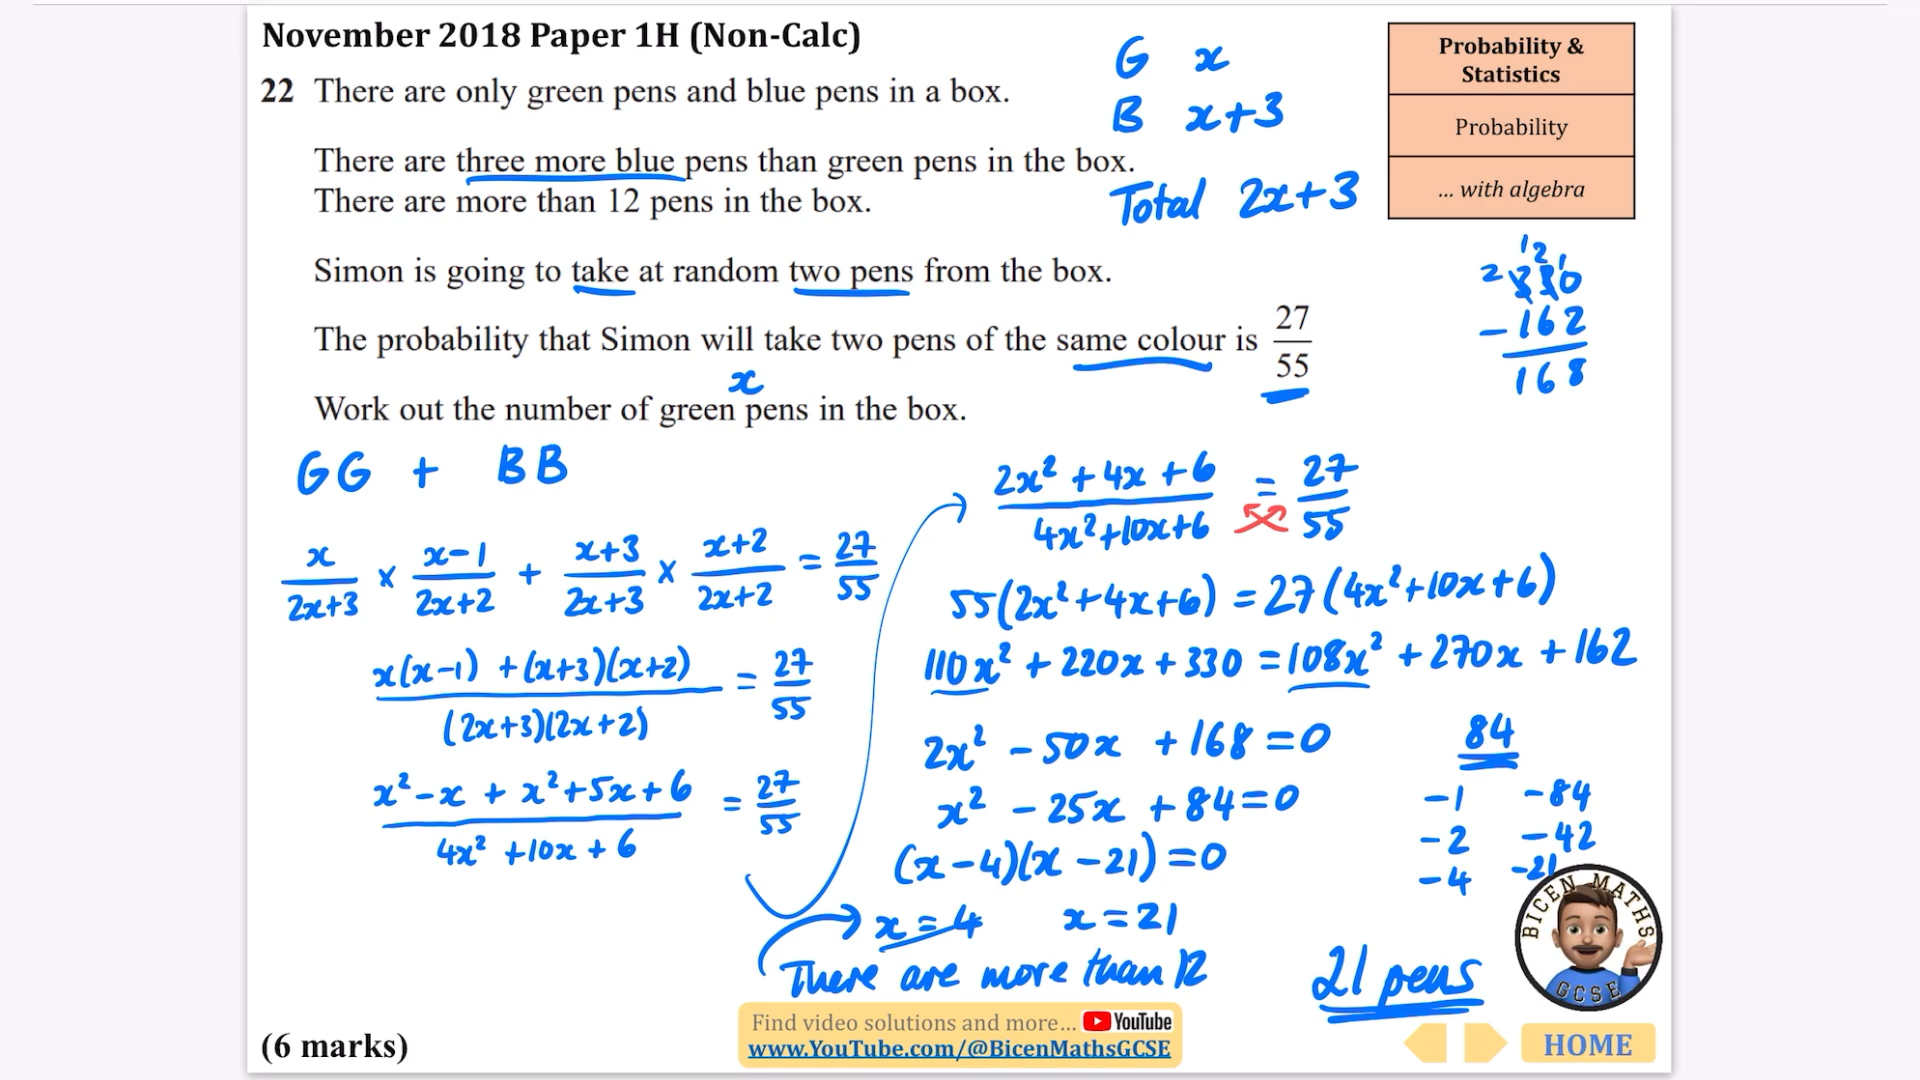 November 2018 Paper 1H (Non-Calc)
22 There are only green pens and blue pens in a box.
There are three more blue pens than green pens in the box.
There are more than 12 pens in the box.
Simon is going to take at random two pens from the box.
The probability that Simon will take two pens of the same colour is 27/55
x
Work out the number of green pens in the box.
G x
B x+3
Total 2x+3
Probability & Statistics
Probability
... with algebra
330
- 162
168
GG + BB
x/(2x+3) × (x-1)/(2x+2) + (x+3)/(2x+3) × (x+2)/(2x+2) = 27/55
(x(x-1) + (x+3)(x+2))/((2x+3)(2x+2)) = 27/55
(x² - x + x² + 5x + 6)/(4x² + 10x + 6) = 27/55
(2x² + 4x + 6)/(4x² + 10x + 6) = 27/55
55(2x² + 4x + 6) = 27(4x² + 10x + 6)
110x² + 220x + 330 = 108x² + 270x + 162
2x² - 50x + 168 = 0
x² - 25x + 84 = 0
(x-4)(x-21) = 0
x = 4 x = 21
There are more than 12
84
-1 -84
-2 -42
-4 -21
21 pens
BICEN MATHS
GCSE
(6 marks)
Find video solutions and more... YouTube
www.YouTube.com/@BicenMathsGCSE
HOME